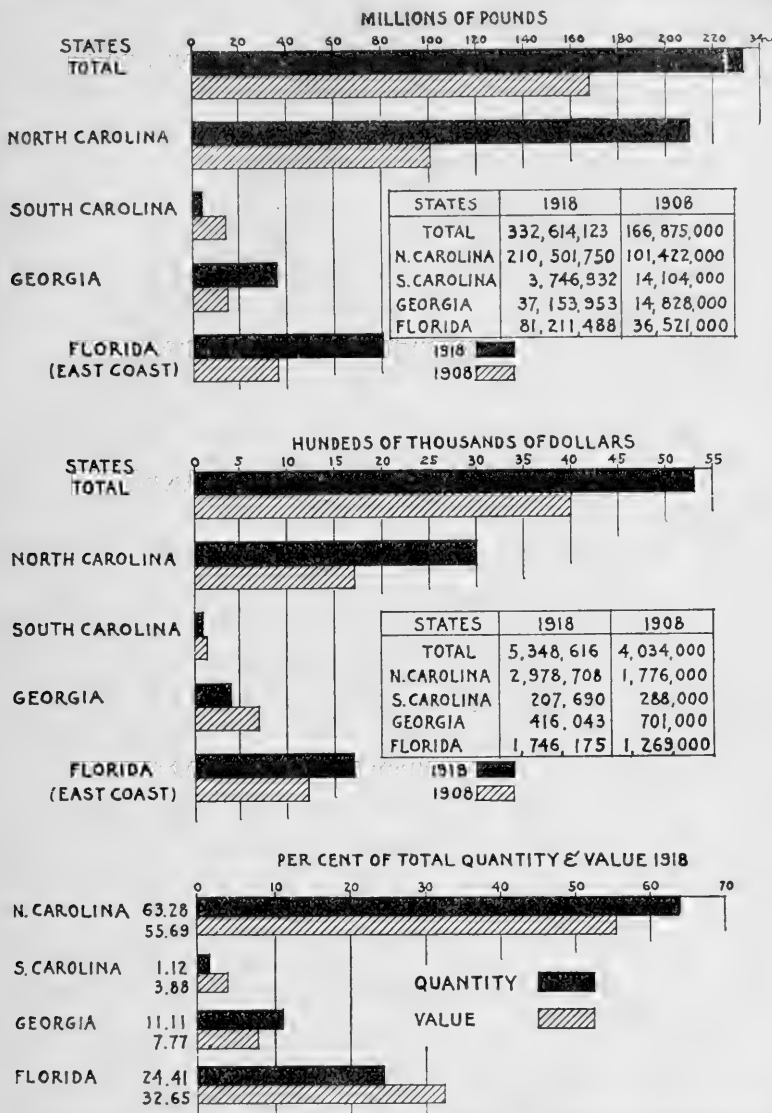 MILLIONS OF POUNDS
0 20 40 60 80 100 120 140 160 180 200 220 34
STATES
TOTAL
NORTH CAROLINA
SOUTH CAROLINA
GEORGIA
FLORIDA
(EAST COAST)
STATES 1918 1908
TOTAL 332,614,123 166,875,000
N.CAROLINA 210,501,750 101,422,000
S.CAROLINA 3,746,932 14,104,000
GEORGIA 37,153,953 14,828,000
FLORIDA 81,211,488 36,521,000
1918
1908
HUNDEDS OF THOUSANDS OF DOLLARS
0 5 10 15 20 25 30 35 40 45 50 55
STATES
TOTAL
NORTH CAROLINA
SOUTH CAROLINA
GEORGIA
FLORIDA
(EAST COAST)
STATES 1918 1908
TOTAL 5,348,616 4,034,000
N.CAROLINA 2,978,708 1,776,000
S.CAROLINA 207,690 288,000
GEORGIA 416,043 701,000
FLORIDA 1,746,175 1,269,000
1918
1908
PER CENT OF TOTAL QUANTITY & VALUE 1918
0 10 20 30 40 50 60 70
N. CAROLINA 63.28
55.69
S. CAROLINA 1.12
3.88
GEORGIA 11.11
7.77
FLORIDA 24.41
32.65
QUANTITY
VALUE